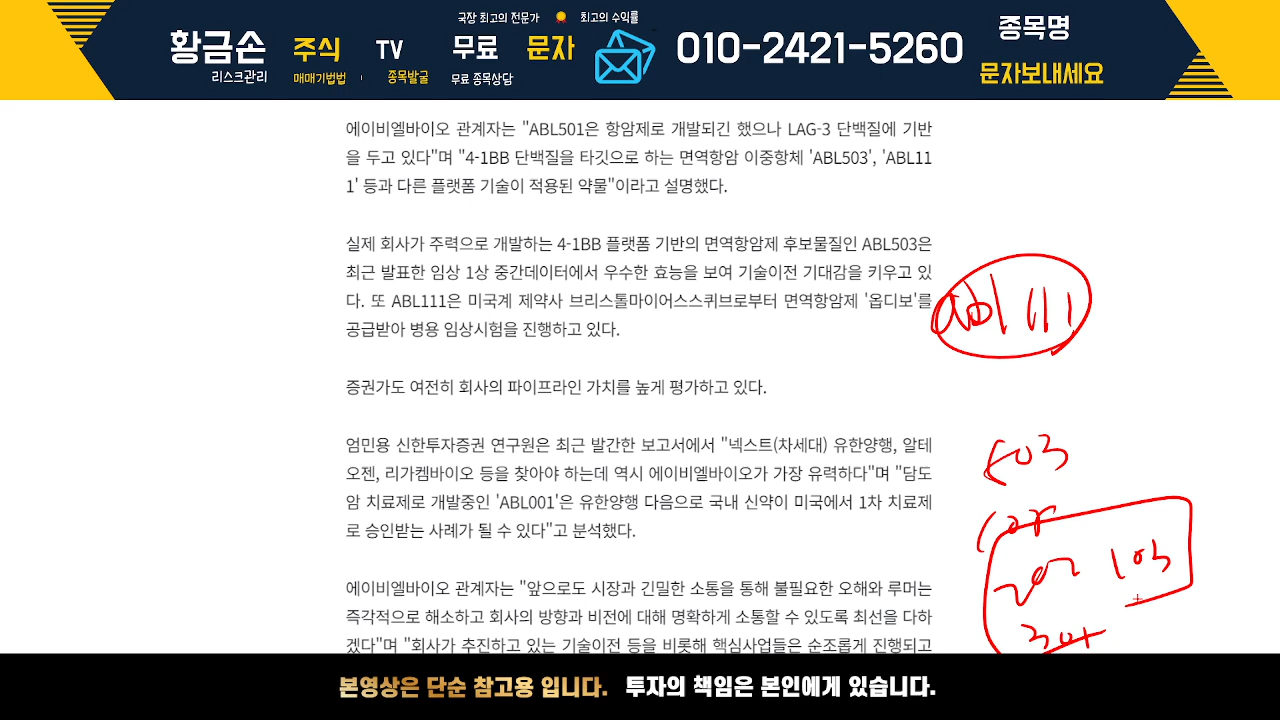 국장 최고의 전문가 최고의 수익률
황금손 주식 TV 무료 문자 010-2421-5260 종목명
리스크관리 매매기법법 종목발굴 무료 종목상담 문자보내세요
에이비엘바이오 관계자는 "ABL501은 항암제로 개발되긴 했으나 LAG-3 단백질에 기반
을 두고 있다"며 "4-1BB 단백질을 타깃으로 하는 면역항암 이중항체 'ABL503', 'ABL11
1' 등과 다른 플랫폼 기술이 적용된 약물"이라고 설명했다.
실제 회사가 주력으로 개발하는 4-1BB 플랫폼 기반의 면역항암제 후보물질인 ABL503은
최근 발표한 임상 1상 중간데이터에서 우수한 효능을 보여 기술이전 기대감을 키우고 있
다. 또 ABL111은 미국계 제약사 브리스톨마이어스스퀴브로부터 면역항암제 '옵디보'를
공급받아 병용 임상시험을 진행하고 있다.
abl 111
증권가도 여전히 회사의 파이프라인 가치를 높게 평가하고 있다.
엄민용 신한투자증권 연구원은 최근 발간한 보고서에서 "넥스트(차세대) 유한양행, 알테
오젠, 리가켐바이오 등을 찾아야 하는데 역시 에이비엘바이오가 가장 유력하다"며 "담도
암 치료제로 개발중인 'ABL001'은 유한양행 다음으로 국내 신약이 미국에서 1차 치료제
로 승인받는 사례가 될 수 있다"고 분석했다.
503
202 103
에이비엘바이오 관계자는 "앞으로도 시장과 긴밀한 소통을 통해 불필요한 오해와 루머는
즉각적으로 해소하고 회사의 방향과 비전에 대해 명확하게 소통할 수 있도록 최선을 다하
겠다"며 "회사가 추진하고 있는 기술이전 등을 비롯해 핵심사업들은 순조롭게 진행되고
본영상은 단순 참고용 입니다. 투자의 책임은 본인에게 있습니다.